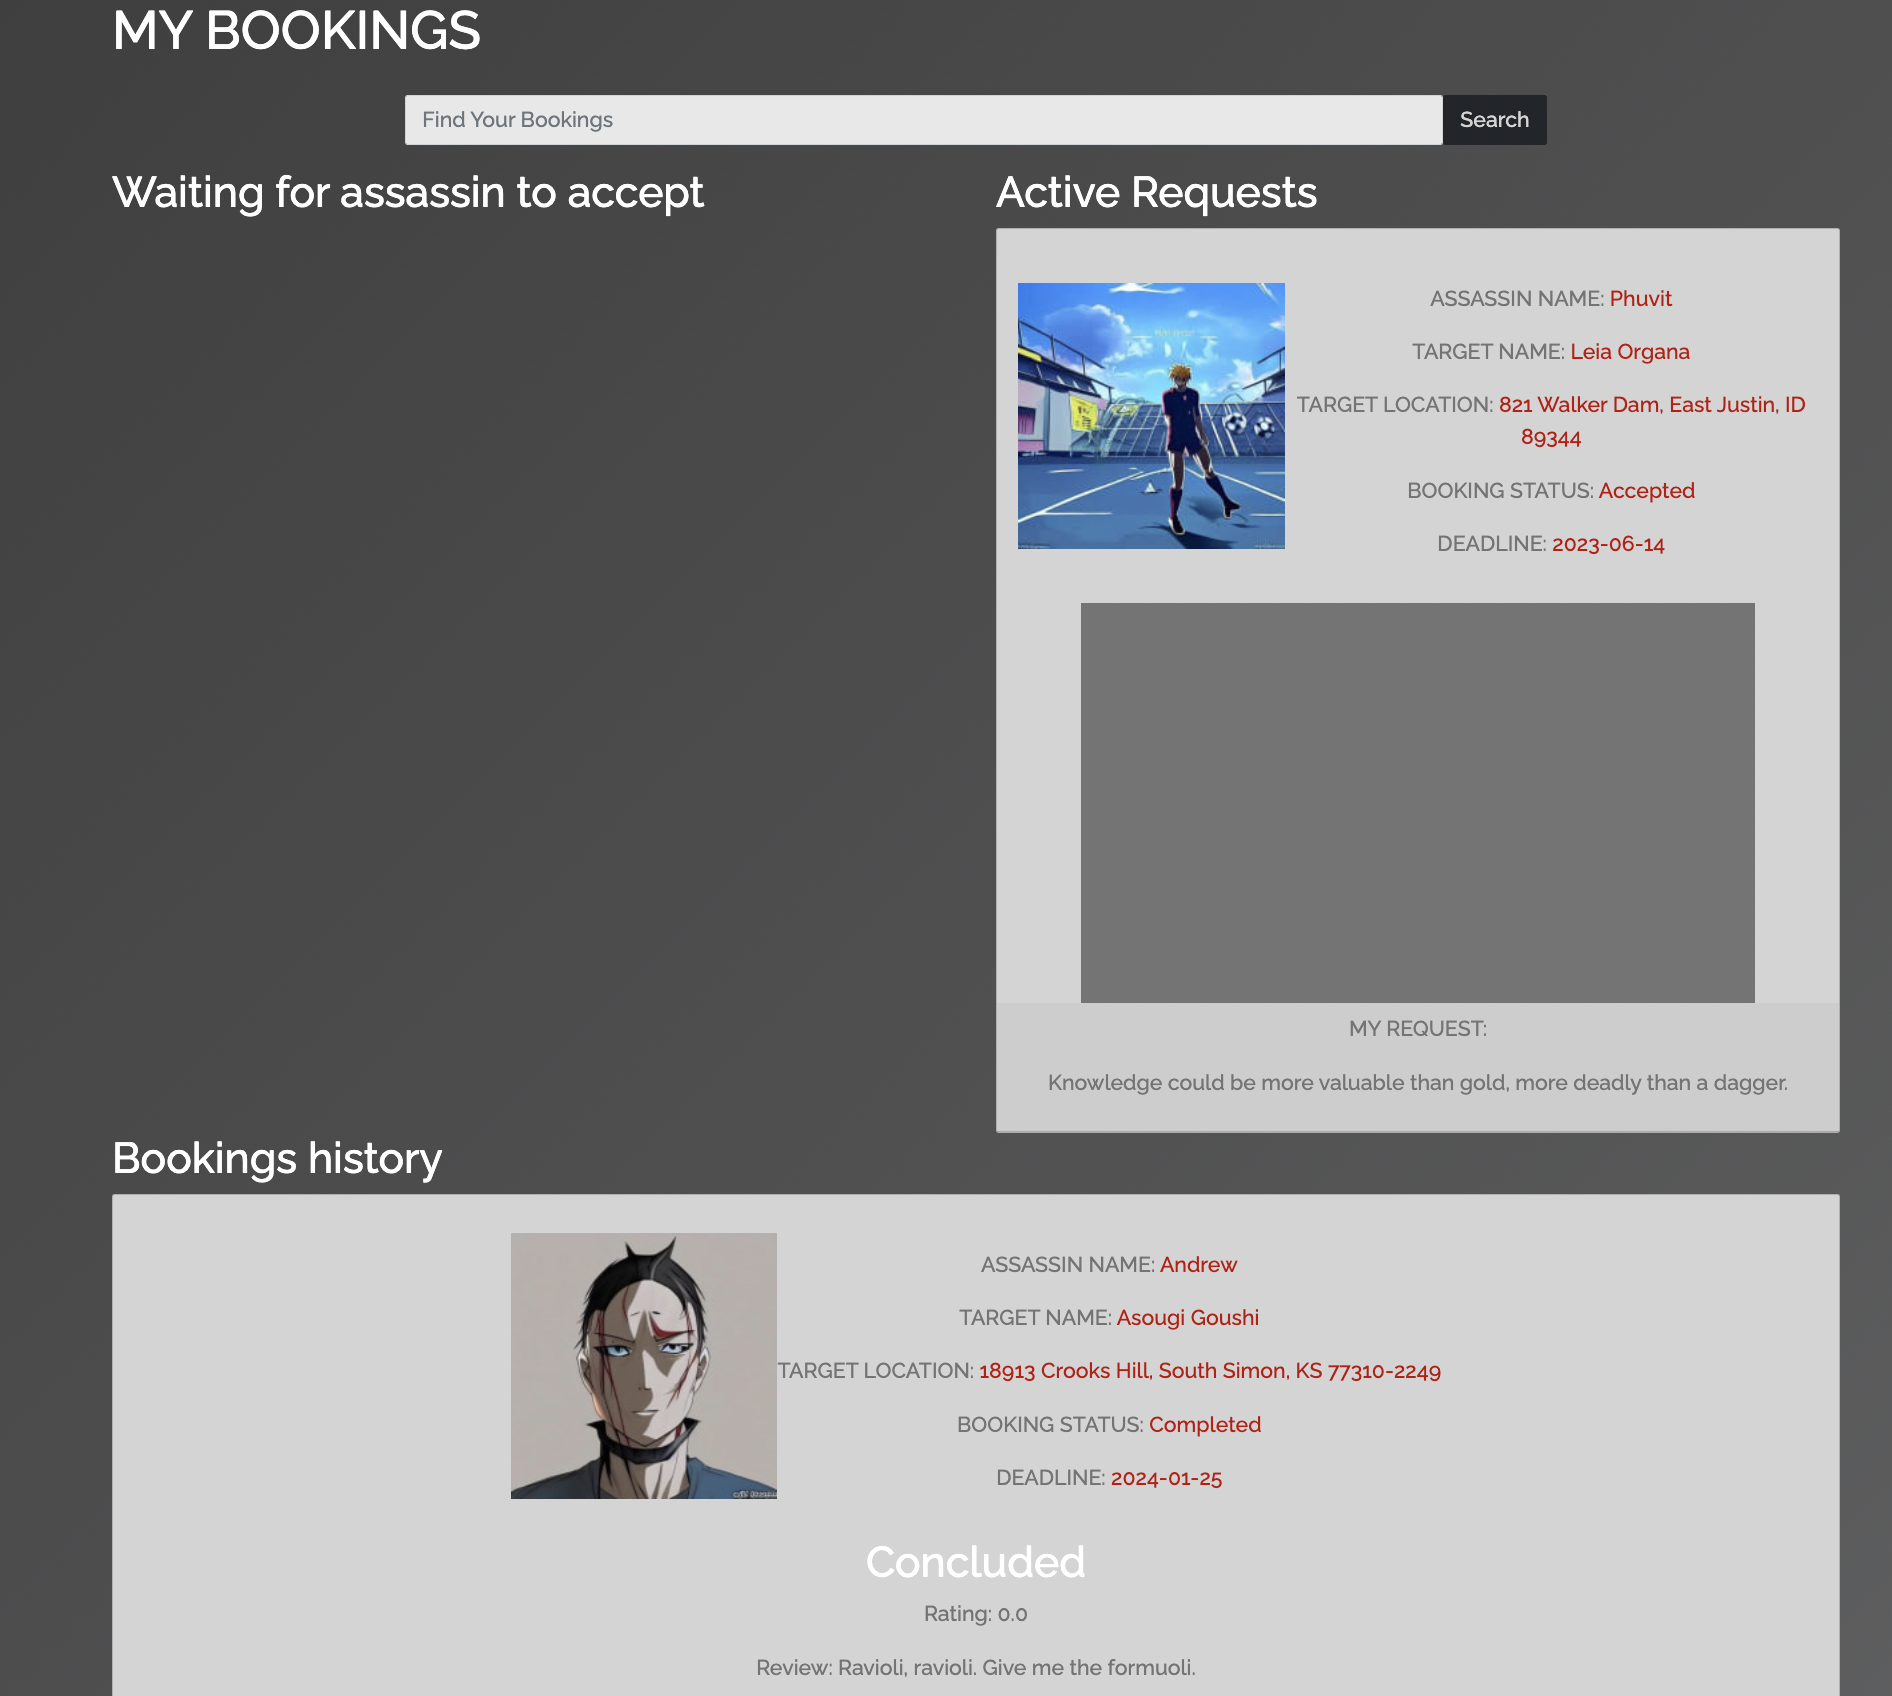 MY BOOKINGS
Find Your Bookings
Search
Waiting for assassin to accept
Active Requests
ASSASSIN NAME: Phuvit
TARGET NAME: Leia Organa
TARGET LOCATION: 821 Walker Dam, East Justin, ID
89344
BOOKING STATUS: Accepted
DEADLINE: 2023-06-14
MY REQUEST:
Knowledge could be more valuable than gold, more deadly than a dagger.
Bookings history
ASSASSIN NAME: Andrew
TARGET NAME: Asougi Goushi
TARGET LOCATION: 18913 Crooks Hill, South Simon, KS 77310-2249
BOOKING STATUS: Completed
DEADLINE: 2024-01-25
Concluded
Rating: 0.0
Review: Ravioli, ravioli. Give me the formuoli.